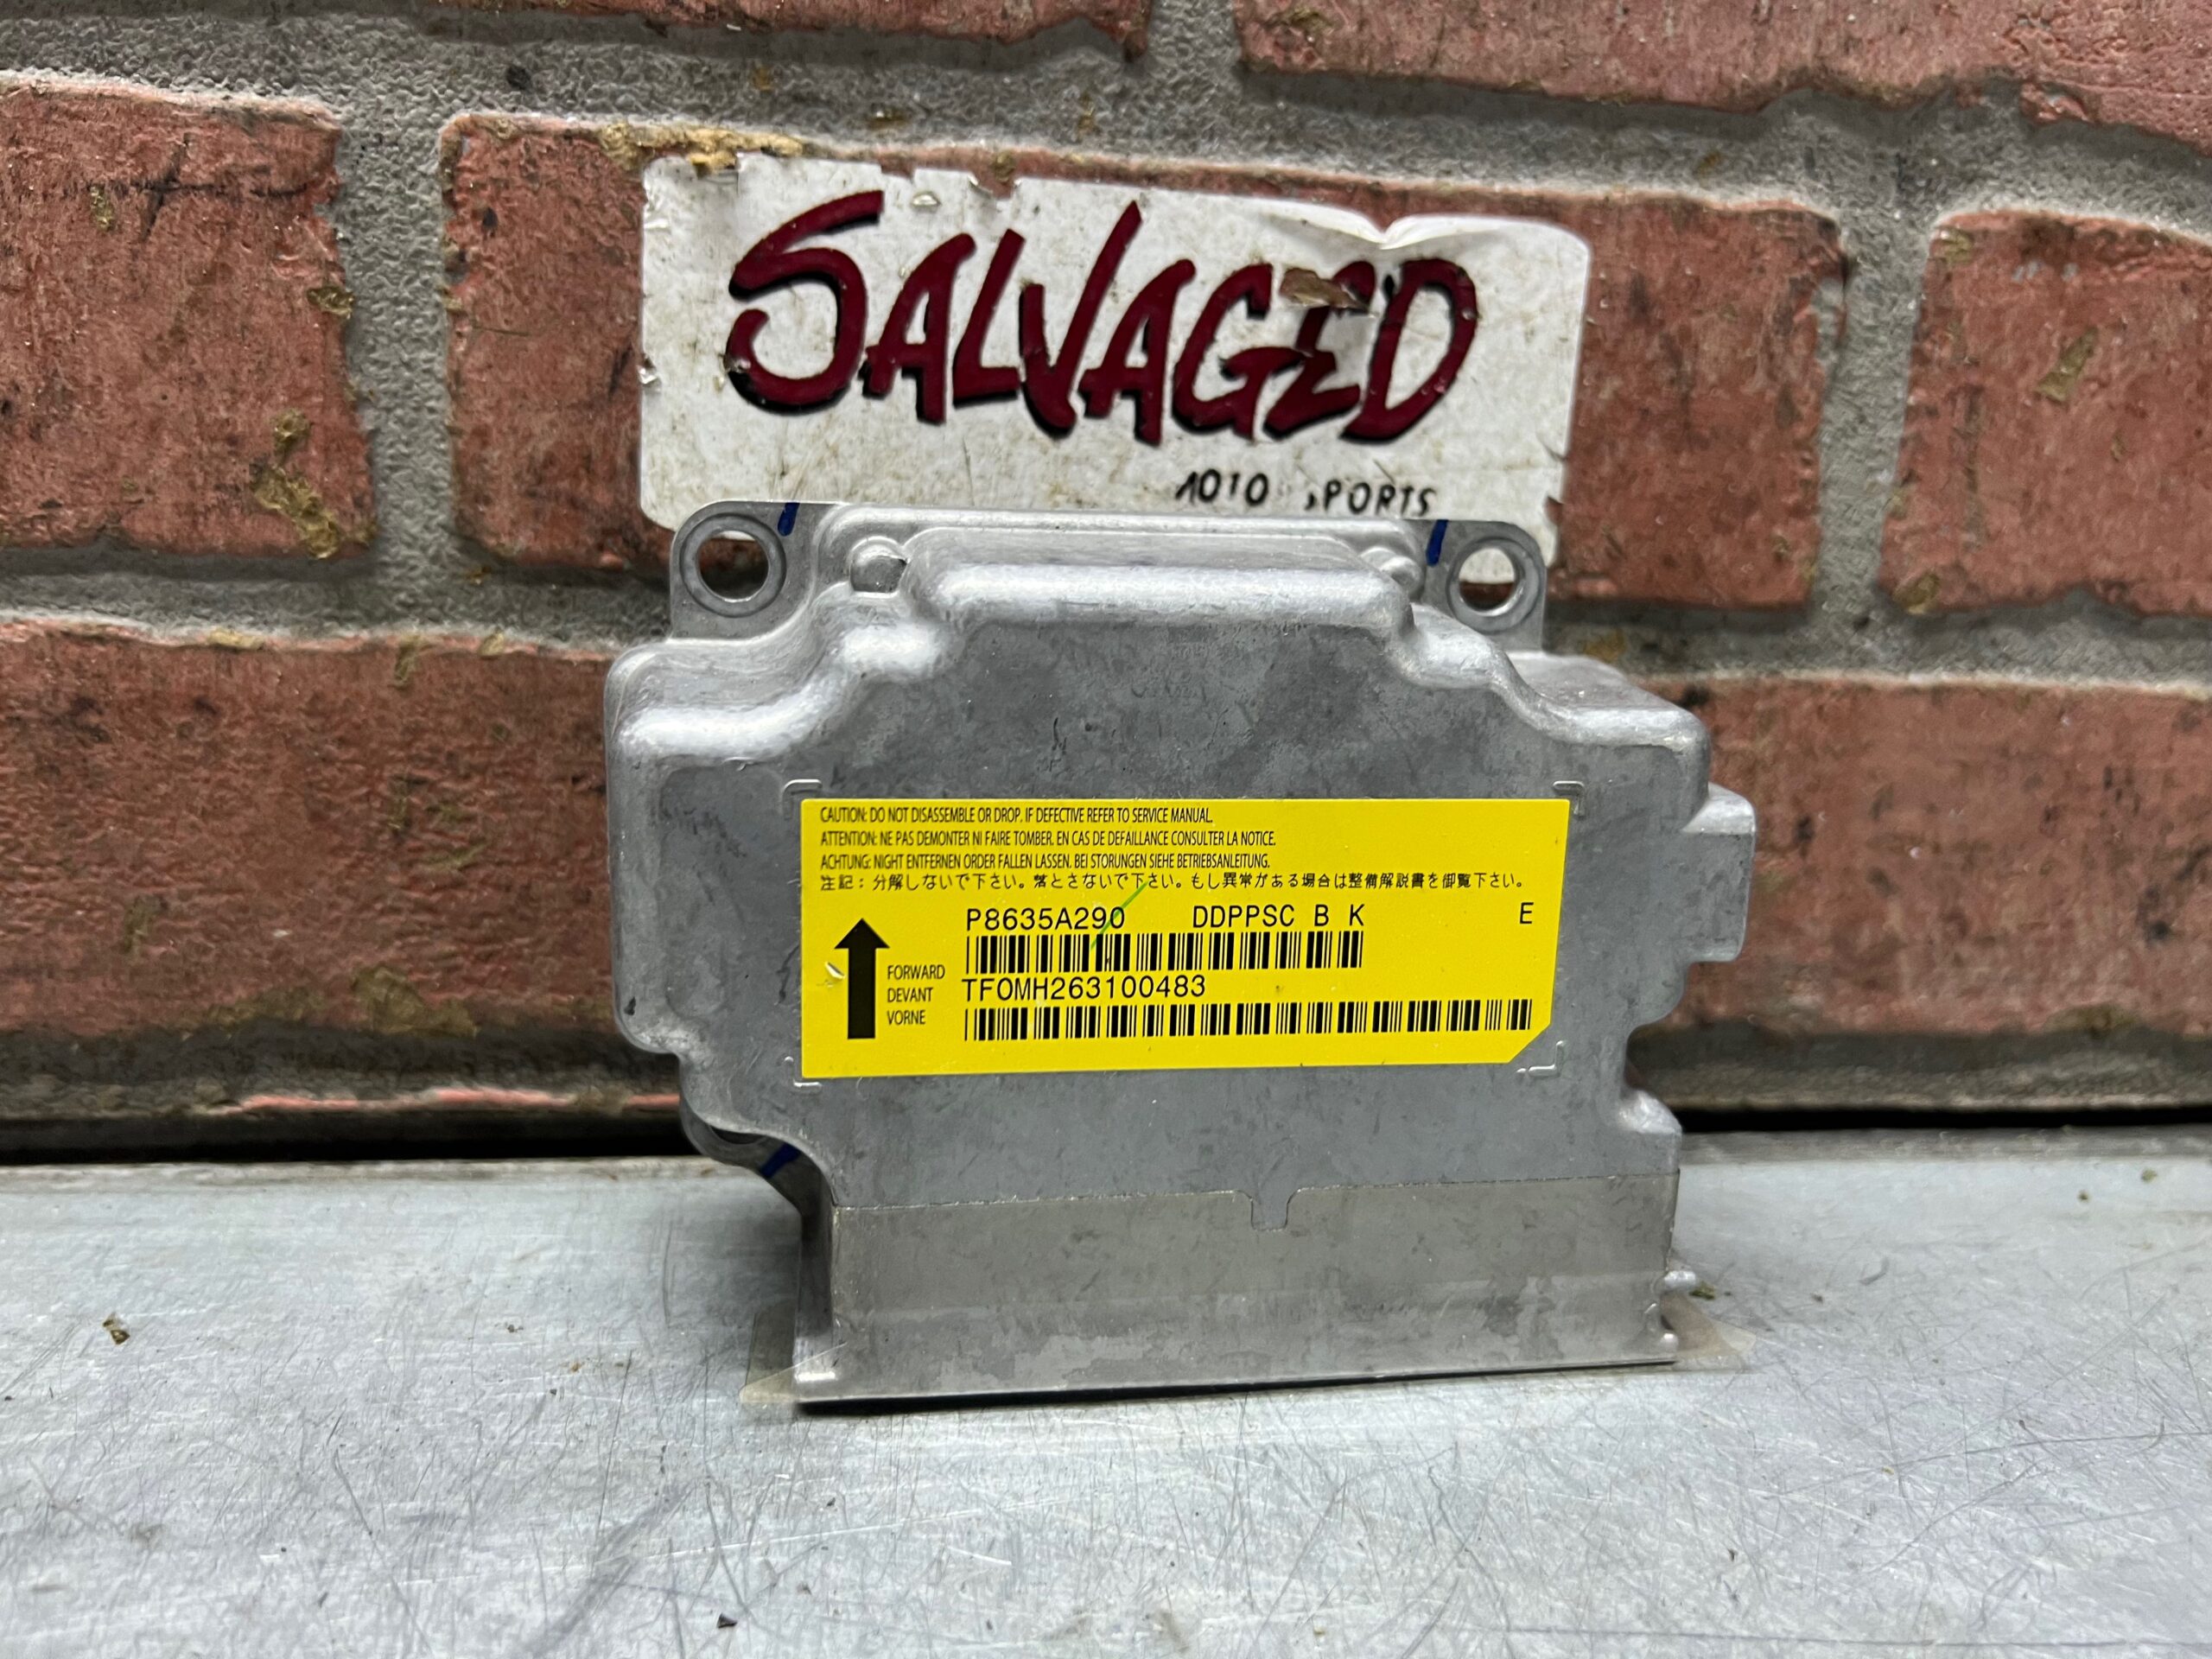 SALVAGED
CAUTION: DO NOT DISASSEMBLE OR DROP. IF DEFECTIVE REFER TO SERVICE MANUAL.
ATTENTION: NE PAS DEMONTER NI FAIRE TOMBER. EN CAS DE DEFAILLANCE CONSULTER LA NOTICE.
ACHTUNG: NIGHT ENTFERNEN ORDER FALLEN LASSEN. BEI STORUNGEN SIEHE BETRIEBSANLEITUNG.
注記：分解しないで下さい。落とさないで下さい。もし異常がある場合は整備解説書を御覧下さい。
P8635A290 DDPPSC B K E
FORWARD
DEVANT
VORNE
TF0MH263100483